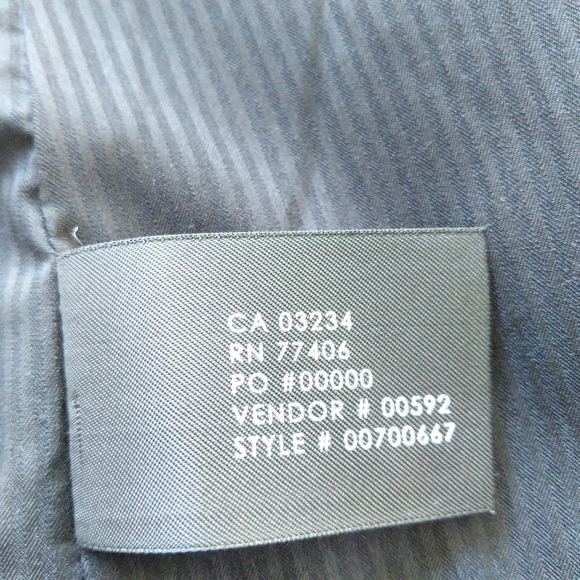 CA 03234
RN 77406
PO #00000
VENDOR # 00592
STYLE # 00700667